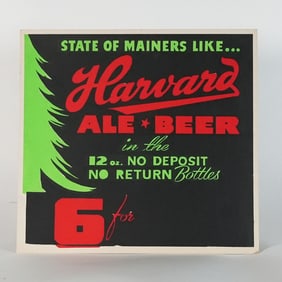 STATE OF MAINERS LIKE...
Harvard
ALE ★ BEER
in the
12 oz. NO DEPOSIT
NO RETURN Bottles
6 for